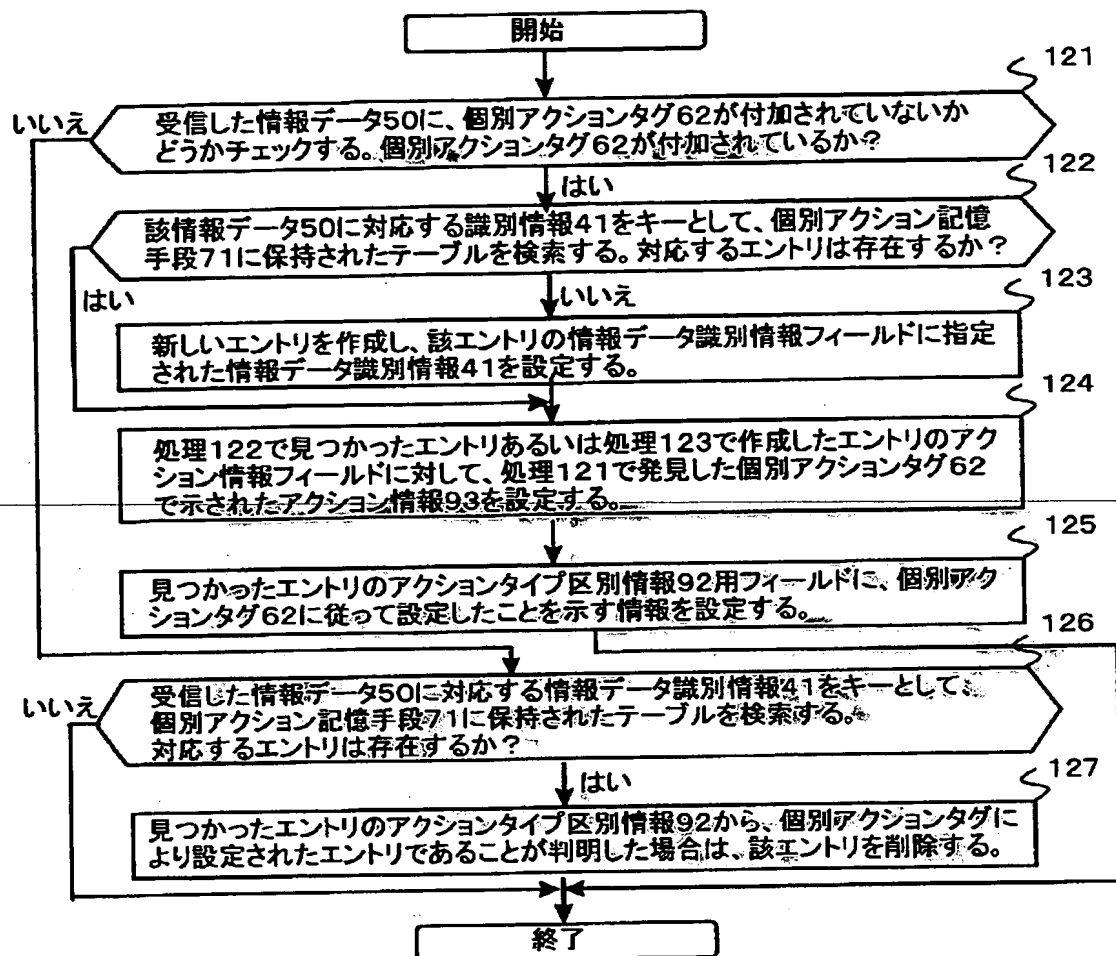 開始
121
いいえ
受信した情報データ50に、個別アクションタグ62が付加されていないか
どうかチェックする。個別アクションタグ62が付加されているか？
122
はい
該情報データ50に対応する識別情報41をキーとして、個別アクション記憶
手段71に保持されたテーブルを検索する。対応するエントリは存在するか？
はい
いいえ
123
新しいエントリを作成し、該エントリの情報データ識別情報フィールドに指定
された情報データ識別情報41を設定する。
124
処理122で見つかったエントリあるいは処理123で作成したエントリのアク
ション情報フィールドに対して、処理121で発見した個別アクションタグ62
で示されたアクション情報93を設定する。
125
見つかったエントリのアクションタイプ区別情報92用フィールドに、個別アク
ションタグ62に従って設定したことを示す情報を設定する。
126
いいえ
受信した情報データ50に対応する情報データ識別情報41をキーとして、
個別アクション記憶手段71に保持されたテーブルを検索する。
対応するエントリは存在するか？
はい
127
見つかったエントリのアクションタイプ区別情報92から、個別アクションタグに
より設定されたエントリであることが判明した場合は、該エントリを削除する。
終了